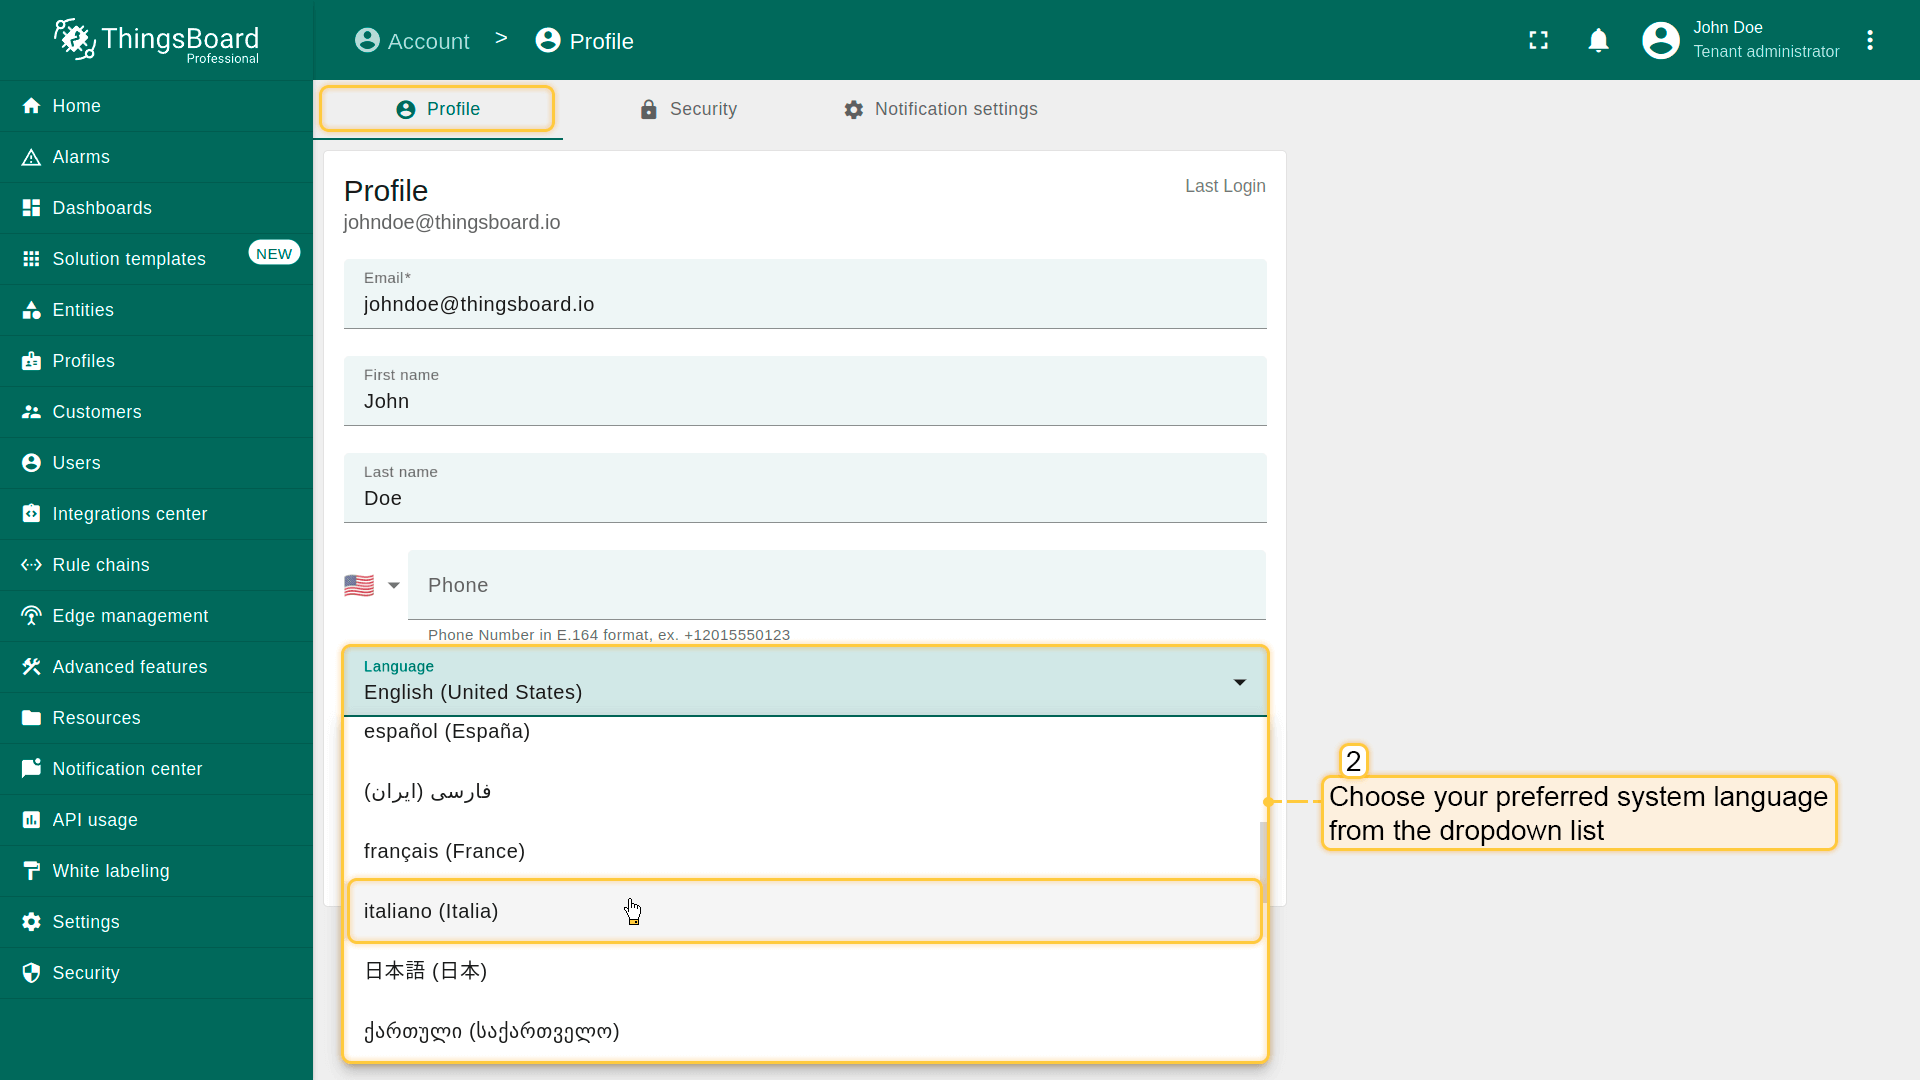 ThingsBoard
Professional
Account > Profile
John Doe
Tenant administrator
Home
Alarms
Dashboards
Solution templates NEW
Entities
Profiles
Customers
Users
Integrations center
Rule chains
Edge management
Advanced features
Resources
Notification center
API usage
White labeling
Settings
Security
Profile Security Notification settings
Profile
Last Login
johndoe@thingsboard.io
Email*
johndoe@thingsboard.io
First name
John
Last name
Doe
Phone
Phone Number in E.164 format, ex. +12015550123
Language
English (United States)
español (España)
فارسی (ایران)
français (France)
italiano (Italia)
日本語 (日本)
ქართული (საქართველო)
2
Choose your preferred system language
from the dropdown list